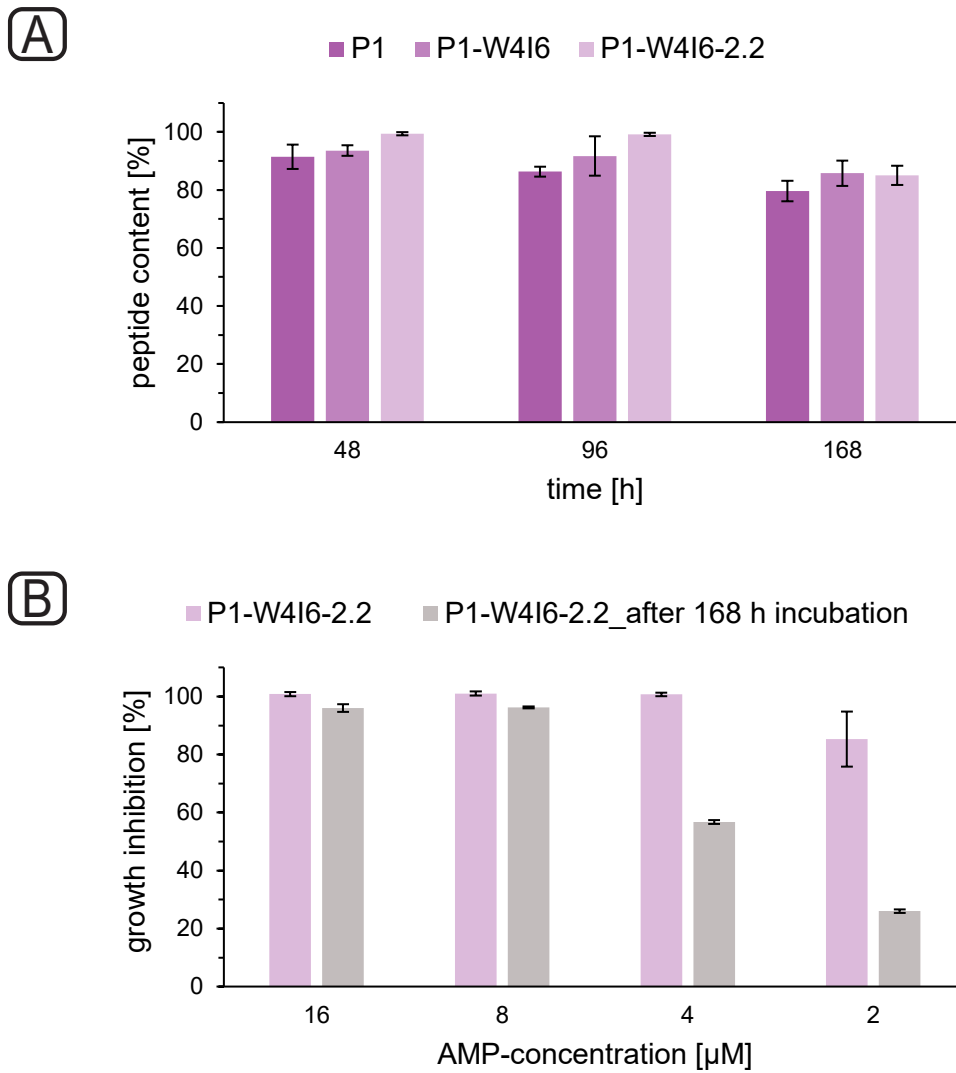 A
P1 P1-W4I6 P1-W4I6-2.2
peptide content [%]
100
80
60
40
20
0
48 96 168
time [h]
B
P1-W4I6-2.2 P1-W4I6-2.2_after 168 h incubation
growth inhibition [%]
100
80
60
40
20
0
16 8 4 2
AMP-concentration [µM]